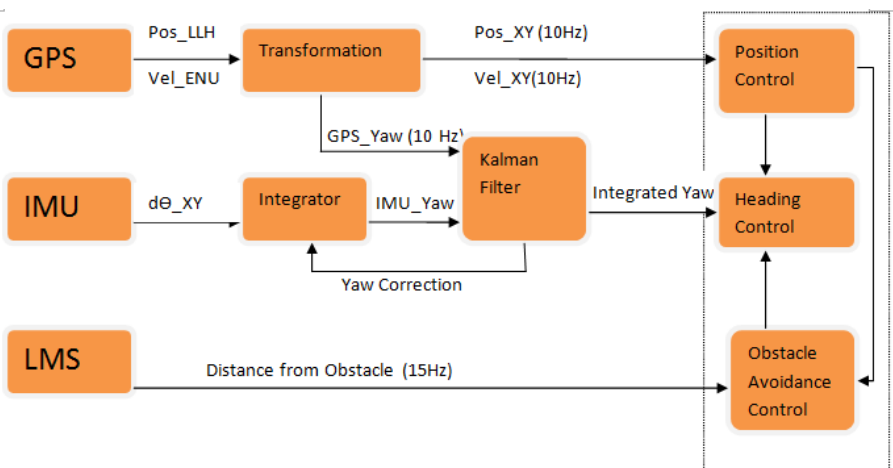 GPS
Pos_LLH
Vel_ENU
Transformation
Pos_XY (10Hz)
Vel_XY(10Hz)
Position
Control
GPS_Yaw (10 Hz)
Kalman
Filter
IMU
dΘ_XY
Integrator
IMU_Yaw
Integrated Yaw
Heading
Control
Yaw Correction
LMS
Distance from Obstacle (15Hz)
Obstacle
Avoidance
Control